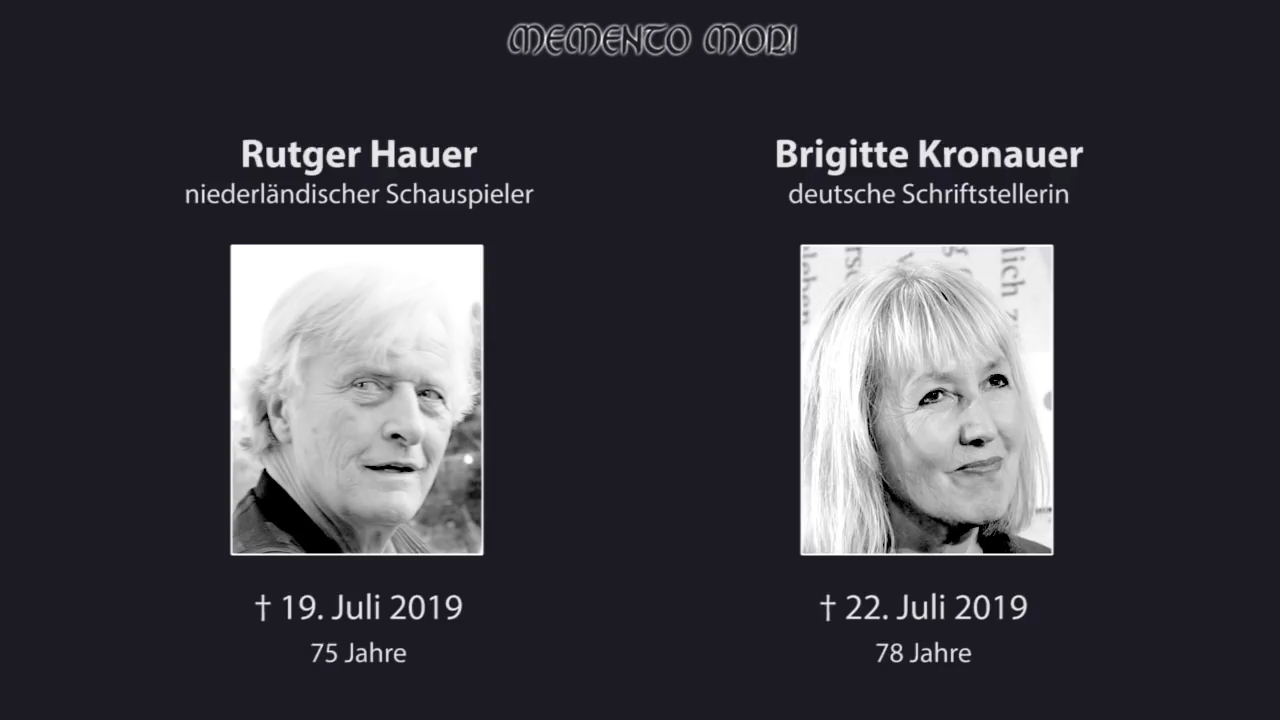 MEMENTO MORI
Rutger Hauer
niederländischer Schauspieler
† 19. Juli 2019
75 Jahre
Brigitte Kronauer
deutsche Schriftstellerin
lich
† 22. Juli 2019
78 Jahre